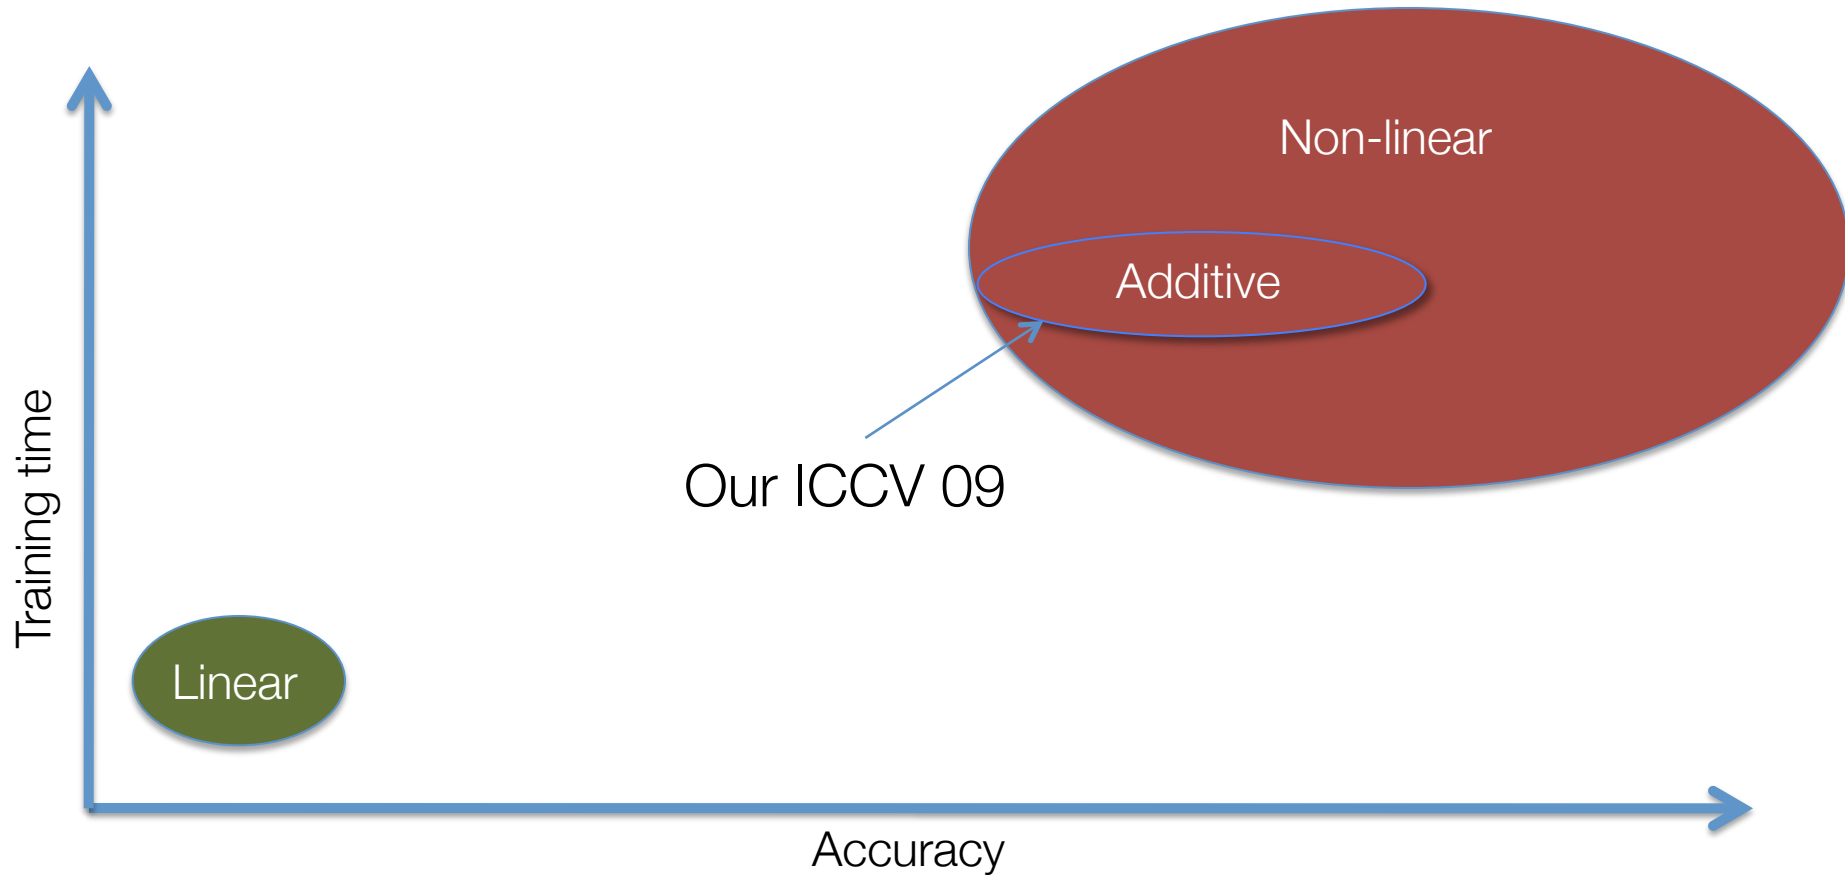 Non-linear
Additive
Our ICCV 09
Training time
Linear
Accuracy